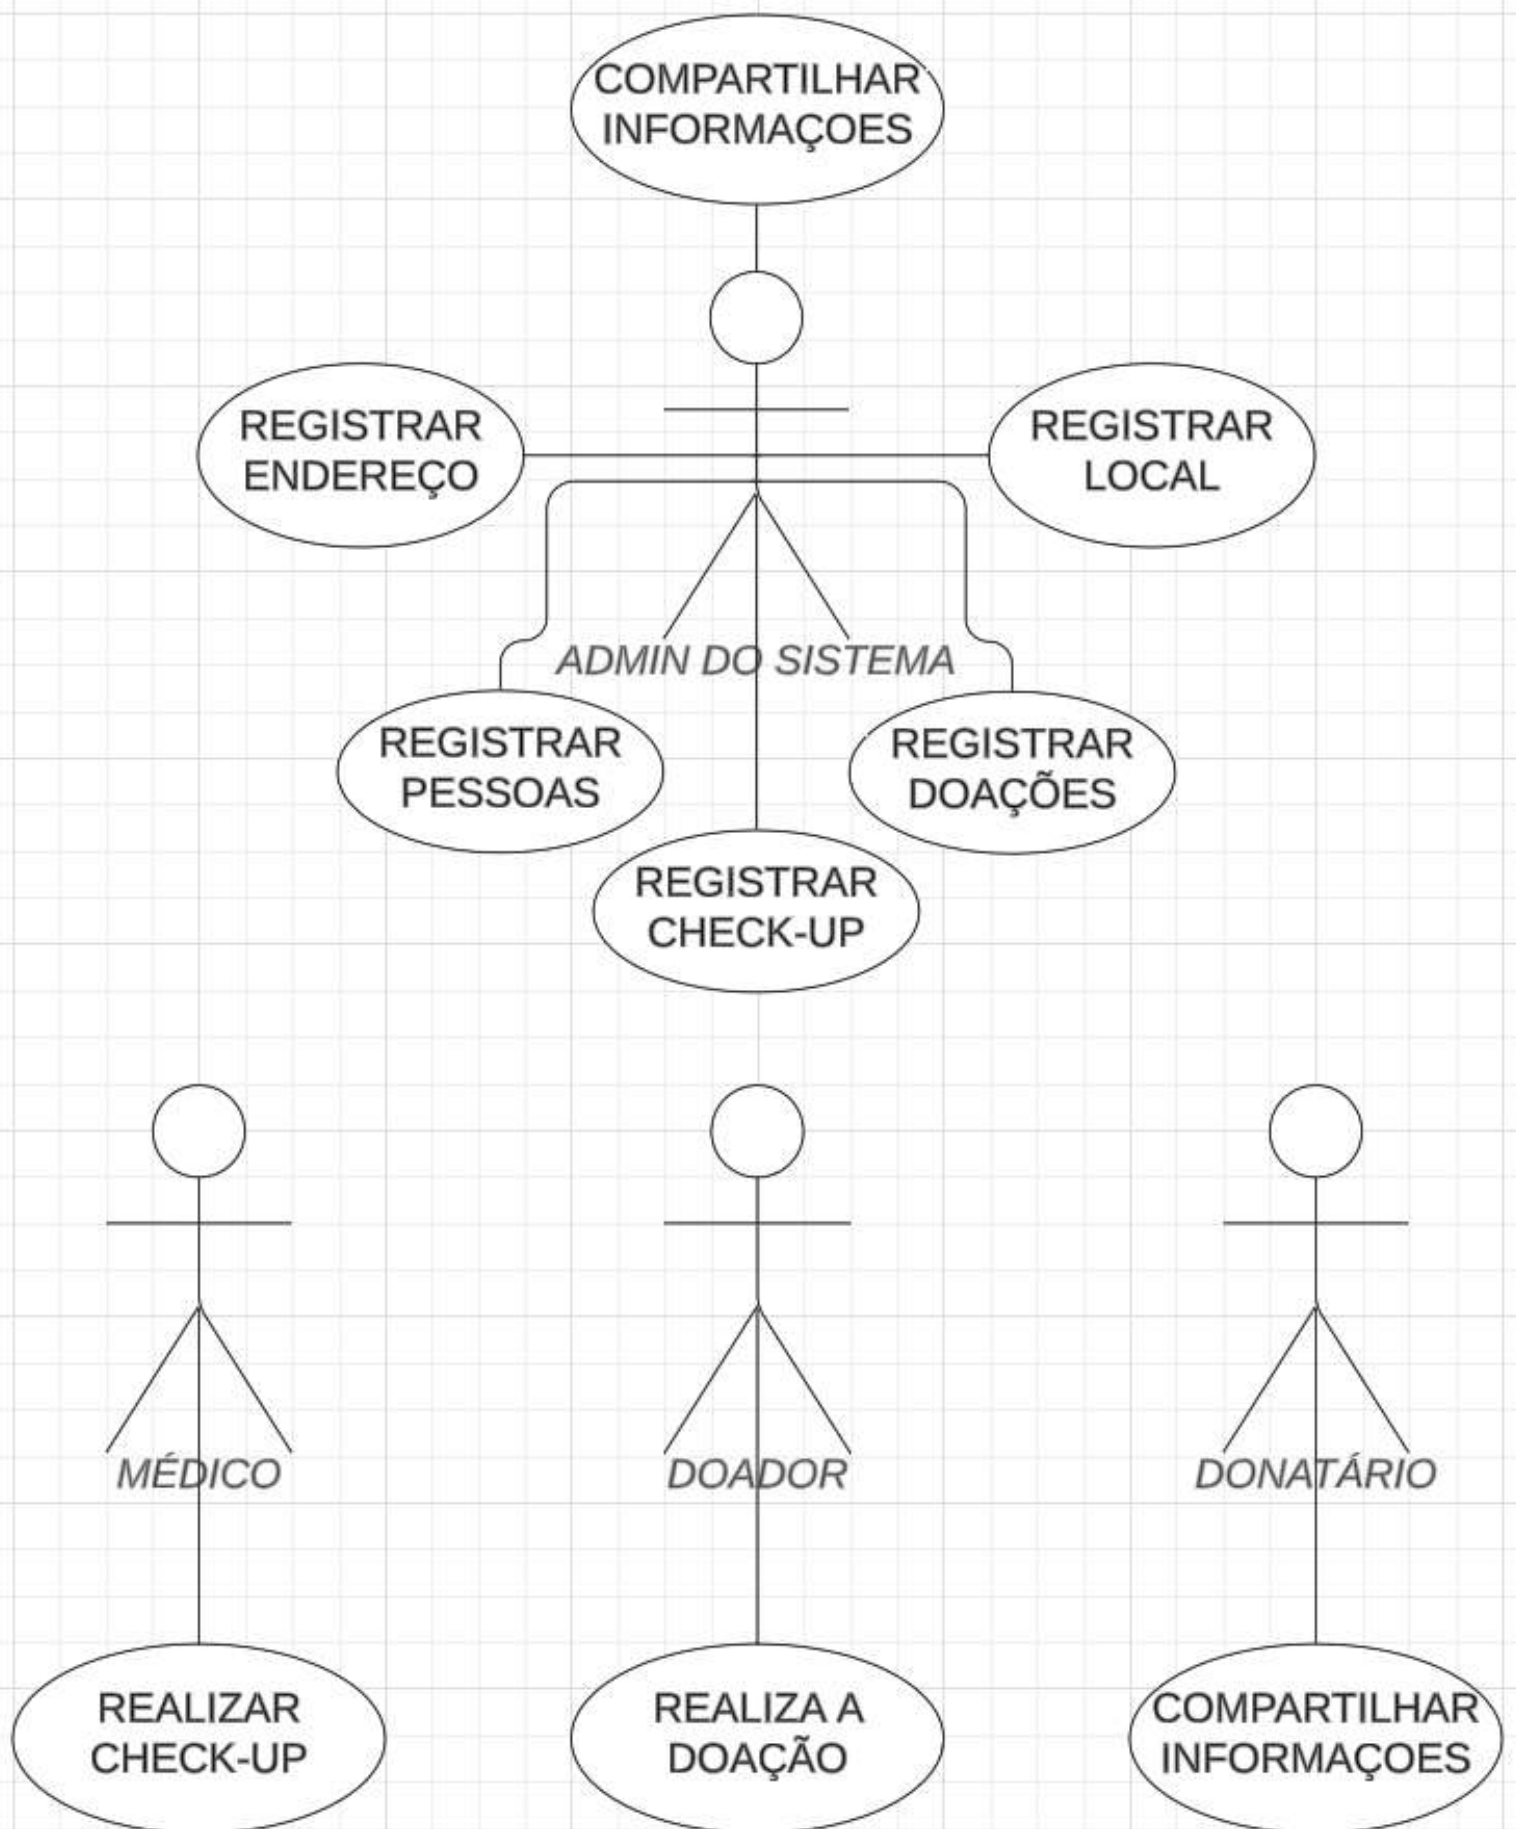 COMPARTILHAR
INFORMAÇOES
REGISTRAR
ENDEREÇO
REGISTRAR
LOCAL
ADMIN DO SISTEMA
REGISTRAR
PESSOAS
REGISTRAR
DOAÇÕES
REGISTRAR
CHECK-UP
MÉDICO
DOADOR
DONATÁRIO
REALIZAR
CHECK-UP
REALIZA A
DOAÇÃO
COMPARTILHAR
INFORMAÇOES